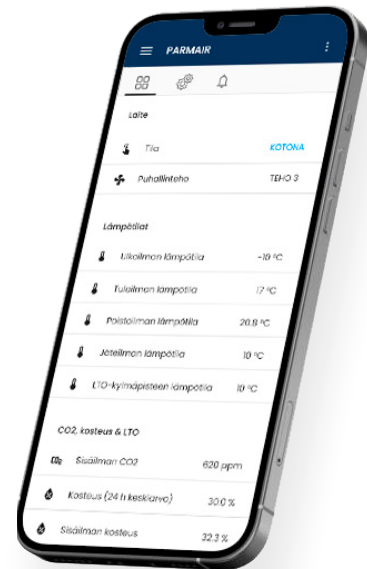 PARMAIR
Laite
Tila KOTONA
Puhallinteho TEHO 3
Lämpötilat
Ulkoilman lämpötila -10 °C
Tuloilman lämpötila 17 °C
Poistoilman lämpötila 20.8 °C
Jäteilman lämpötila 10 °C
LTO-kylmäpisteen lämpötila 10 °C
CO2, kosteus & LTO
Sisäilman CO2 620 ppm
Kosteus (24 h keskiarvo) 30.0 %
Sisäilman kosteus 32.3 %